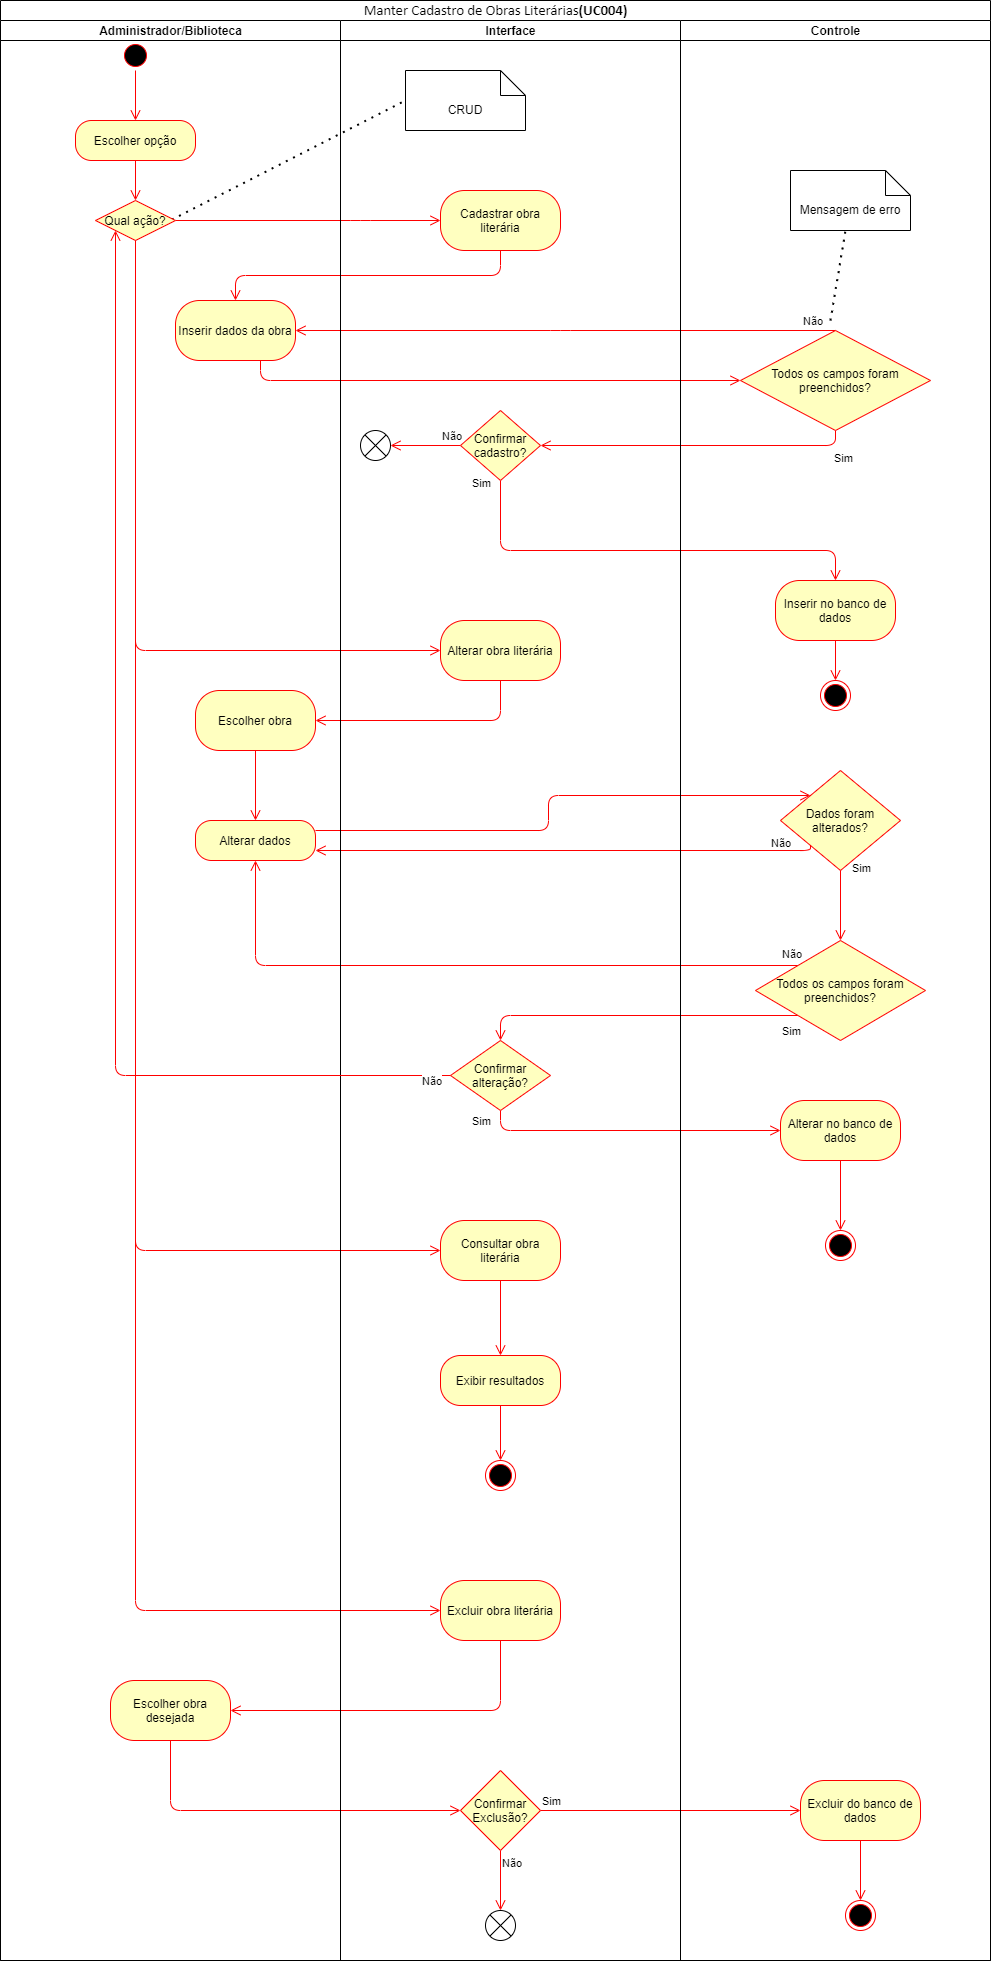 Manter Cadastro de Obras Literárias(UC004)
Administrador/Biblioteca
Interface
Controle
CRUD
Escolher opção
Mensagem de erro
Qual ação?
Cadastrar obra
literária
Não
Inserir dados da obra
Todos os campos foram
preenchidos?
Não
Confirmar
cadastro?
Sim
Sim
Inserir no banco de
dados
Alterar obra literária
Escolher obra
Dados foram
alterados?
Alterar dados
Não
Sim
Não
Todos os campos foram
preenchidos?
Sim
Confirmar
alteração?
Não
Sim
Alterar no banco de
dados
Consultar obra
literária
Exibir resultados
Excluir obra literária
Escolher obra
desejada
Confirmar
Exclusão?
Sim
Excluir do banco de
dados
Não